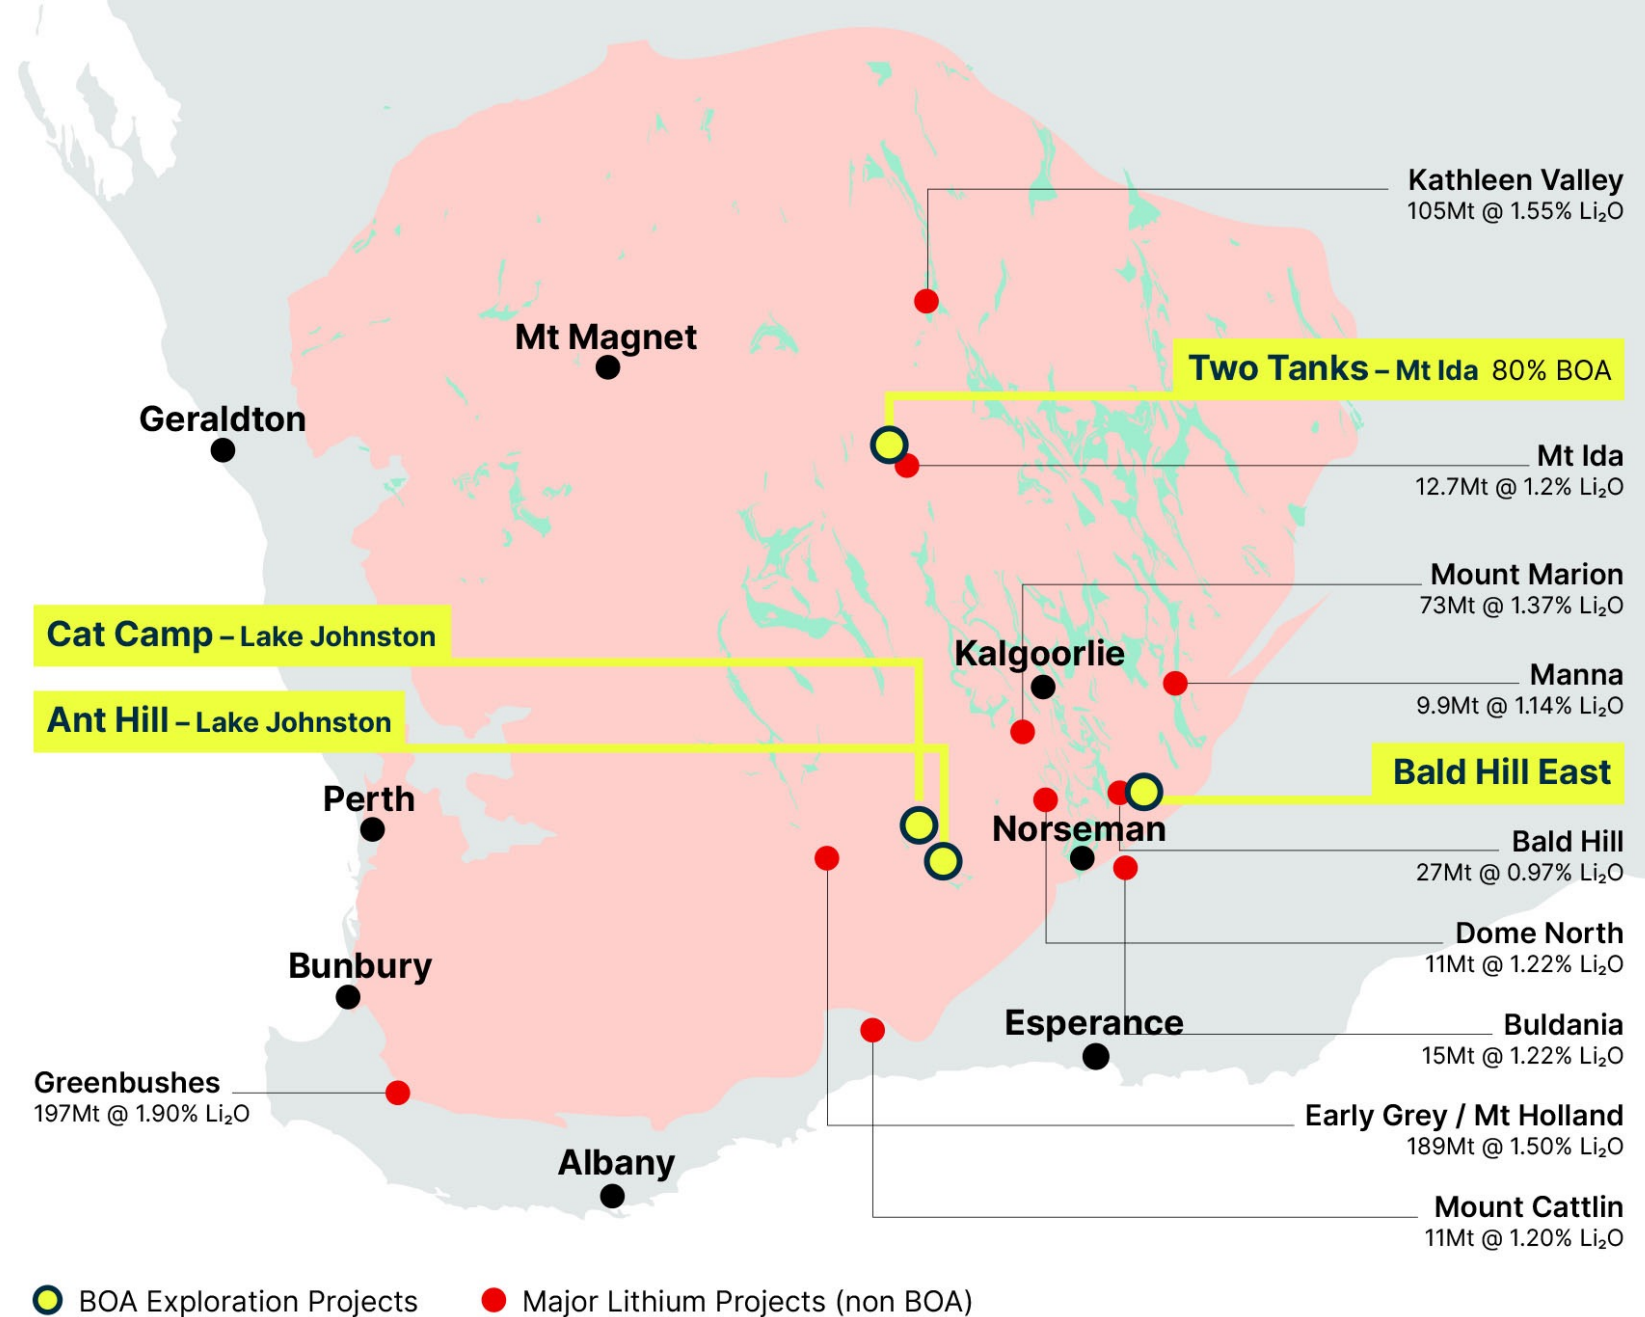 Kathleen Valley
105Mt @ 1.55% Li₂O
Mt Magnet
Two Tanks – Mt Ida 80% BOA
Geraldton
Mt Ida
12.7Mt @ 1.2% Li₂O
Mount Marion
73Mt @ 1.37% Li₂O
Cat Camp – Lake Johnston
Kalgoorlie
Manna
9.9Mt @ 1.14% Li₂O
Ant Hill – Lake Johnston
Bald Hill East
Perth
Norseman
Bald Hill
27Mt @ 0.97% Li₂O
Dome North
11Mt @ 1.22% Li₂O
Bunbury
Esperance
Buldania
15Mt @ 1.22% Li₂O
Greenbushes
197Mt @ 1.90% Li₂O
Early Grey / Mt Holland
189Mt @ 1.50% Li₂O
Albany
Mount Cattlin
11Mt @ 1.20% Li₂O
BOA Exploration Projects
Major Lithium Projects (non BOA)